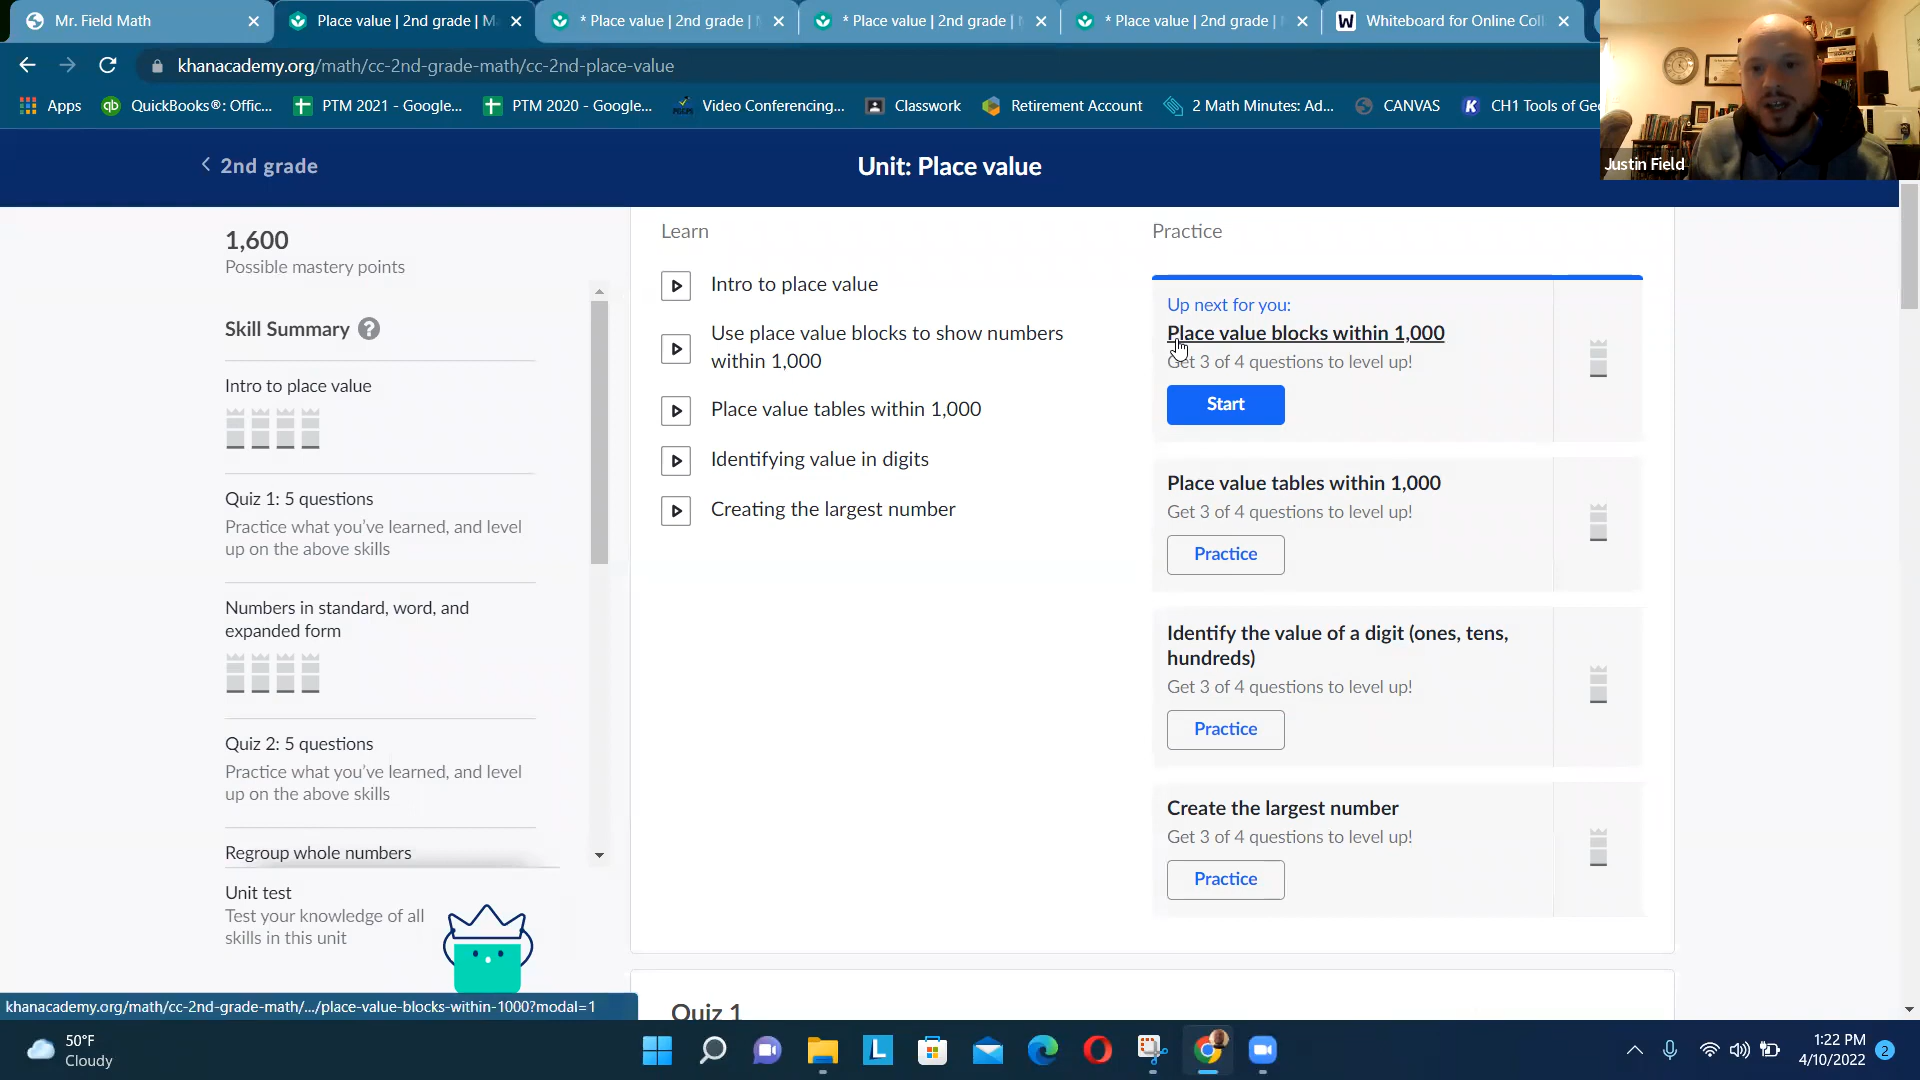 Mr. Field Math
Place value | 2nd grade | Ma
* Place value | 2nd grade | M
* Place value | 2nd grade | M
* Place value | 2nd grade | M
Whiteboard for Online Coll
khanacademy.org/math/cc-2nd-grade-math/cc-2nd-place-value
Apps
QuickBooks®: Offic...
PTM 2021 - Google...
PTM 2020 - Google...
Video Conferencing...
Classwork
Retirement Account
2 Math Minutes: Ad...
CANVAS
CH1 Tools of Geo
Justin Field
2nd grade
Unit: Place value
1,600
Possible mastery points
Skill Summary ?
Intro to place value
Quiz 1: 5 questions
Practice what you've learned, and level
up on the above skills
Numbers in standard, word, and
expanded form
Quiz 2: 5 questions
Practice what you've learned, and level
up on the above skills
Regroup whole numbers
Unit test
Test your knowledge of all
skills in this unit
Learn
Intro to place value
Use place value blocks to show numbers
within 1,000
Place value tables within 1,000
Identifying value in digits
Creating the largest number
Practice
Up next for you:
Place value blocks within 1,000
Get 3 of 4 questions to level up!
Start
Place value tables within 1,000
Get 3 of 4 questions to level up!
Practice
Identify the value of a digit (ones, tens,
hundreds)
Get 3 of 4 questions to level up!
Practice
Create the largest number
Get 3 of 4 questions to level up!
Practice
Quiz 1
khanacademy.org/math/cc-2nd-grade-math/.../place-value-blocks-within-1000?modal=1
50°F
Cloudy
1:22 PM
4/10/2022
2